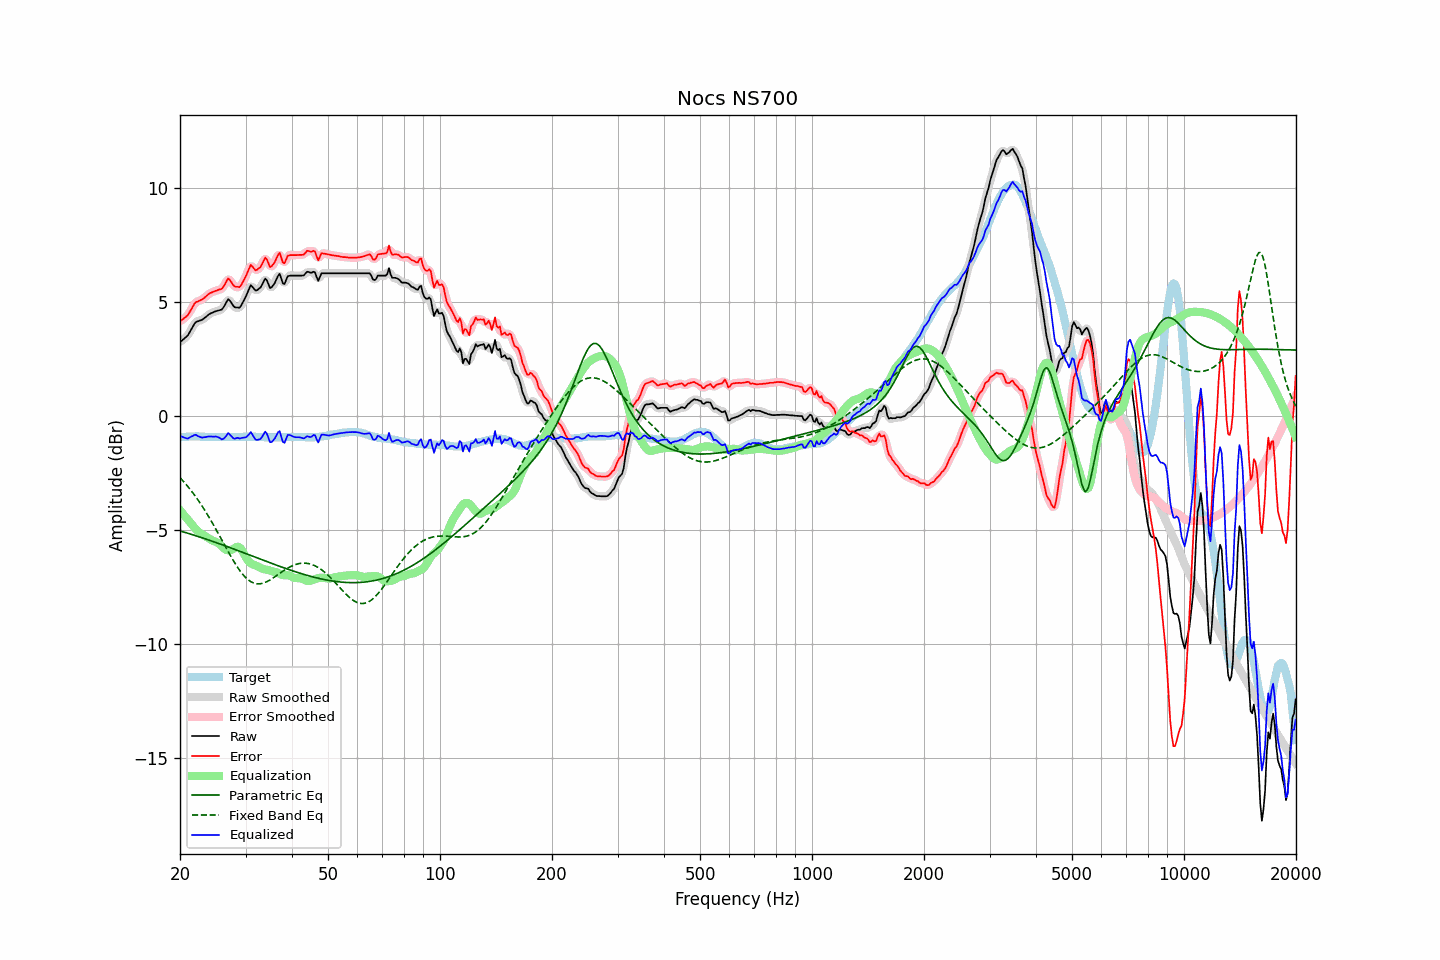 Nocs NS700
Amplitude (dBr)
10
5
0
−5
−10
−15
Target
Raw Smoothed
Error Smoothed
Raw
Error
Equalization
Parametric Eq
Fixed Band Eq
Equalized
20 50 100 200 500 1000 2000 5000 10000 20000
Frequency (Hz)